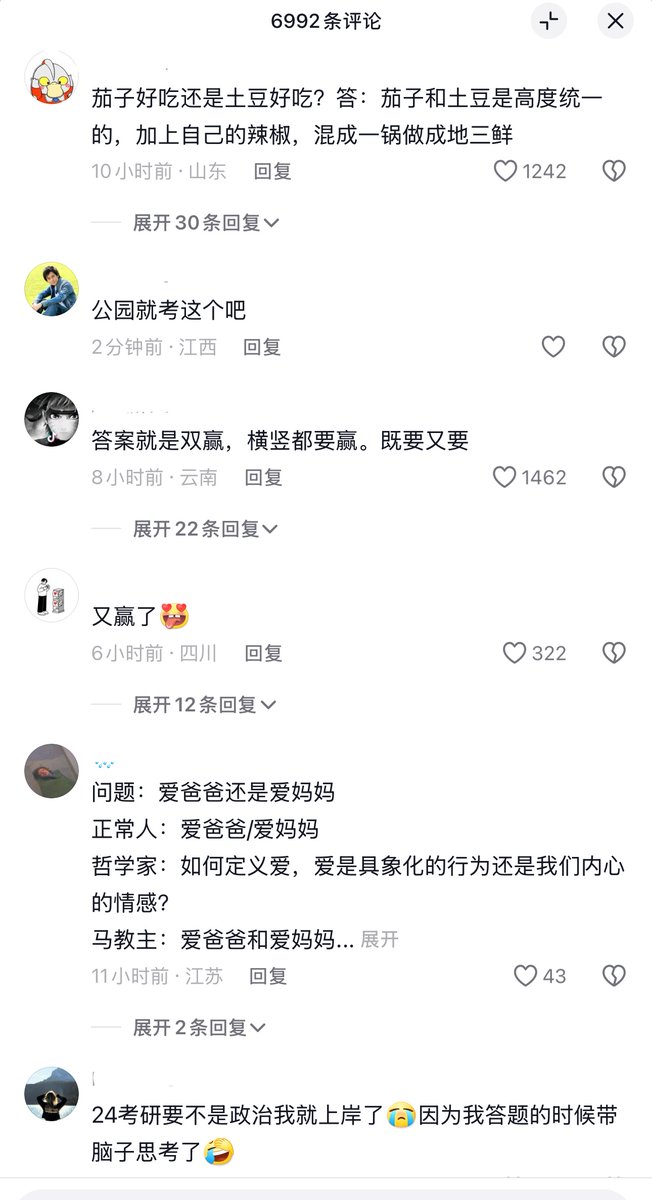 6992条评论
茄子好吃还是土豆好吃？答：茄子和土豆是高度统一
的，加上自己的辣椒，混成一锅做成地三鲜
10小时前·山东 回复 1242
展开30条回复
公园就考这个吧
2分钟前·江西 回复
答案就是双赢，横竖都要赢。既要又要
8小时前·云南 回复 1462
展开22条回复
又赢了😍
6小时前·四川 回复 322
展开12条回复
问题：爱爸爸还是爱妈妈
正常人：爱爸爸/爱妈妈
哲学家：如何定义爱，爱是具象化的行为还是我们内心
的情感？
马教主：爱爸爸和爱妈妈... 展开
11小时前·江苏 回复 43
展开2条回复
24考研要不是政治我就上岸了😭因为我答题的时候带
脑子思考了🤣